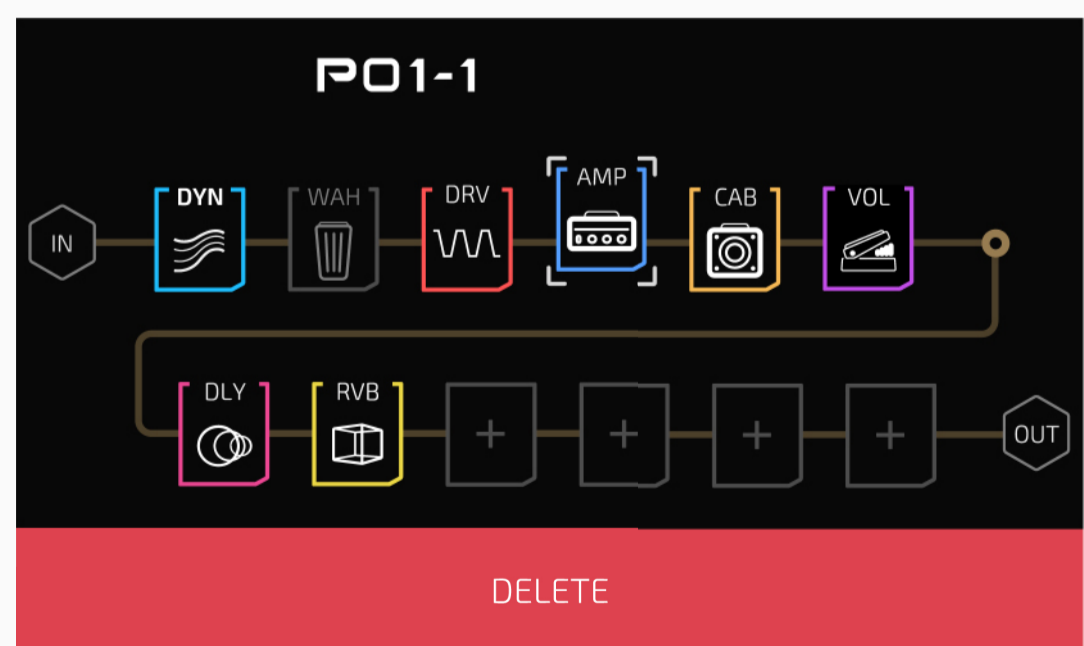 P01-1
IN
DYN
WAH
DRV
AMP
CAB
VOL
DLY
RVB
+
+
+
+
OUT
DELETE